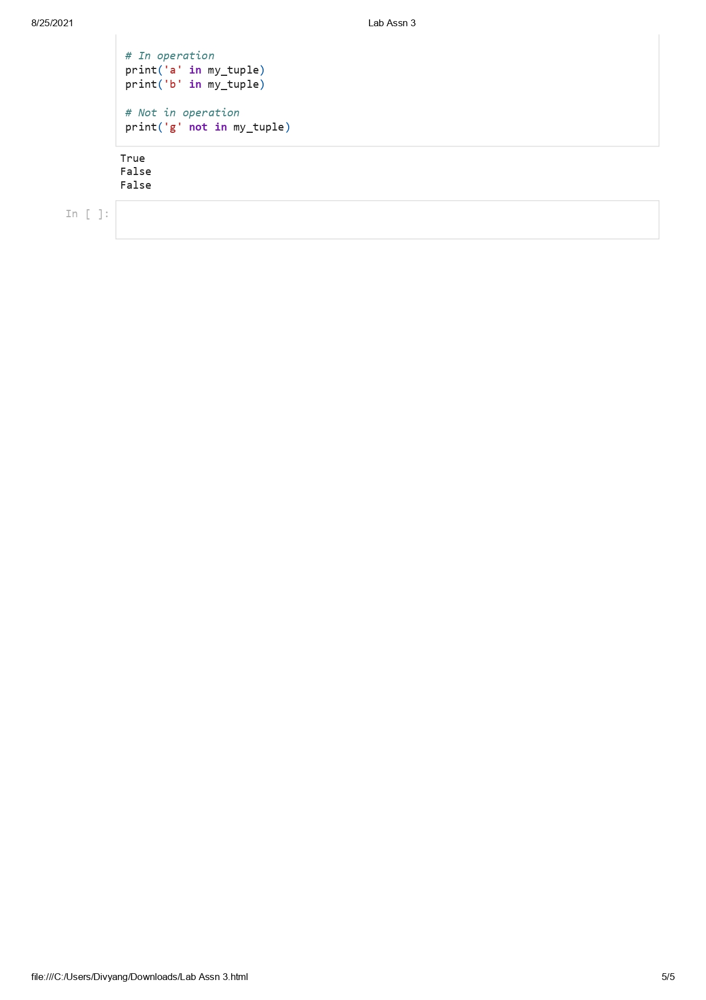 8/25/2021 Lab Assn 3
# In operation
print('a' in my_tuple)
print('b' in my_tuple)
# Not in operation
print('g' not in my_tuple)
True
False
False
In [ ]:
file:///C:/Users/Divyang/Downloads/Lab Assn 3.html 5/5